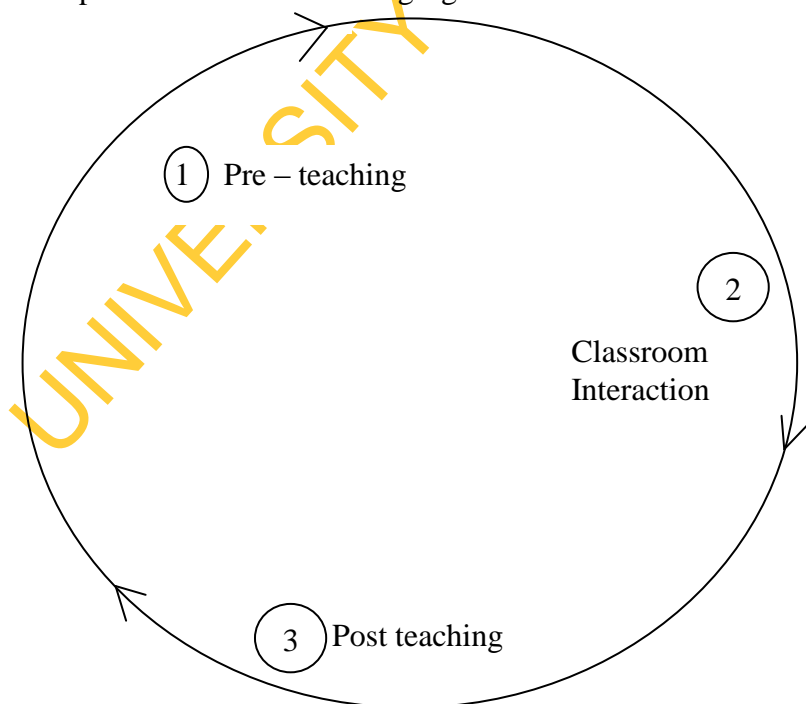 1 Pre – teaching
2
Classroom
Interaction
3 Post teaching
UNIVERSITY